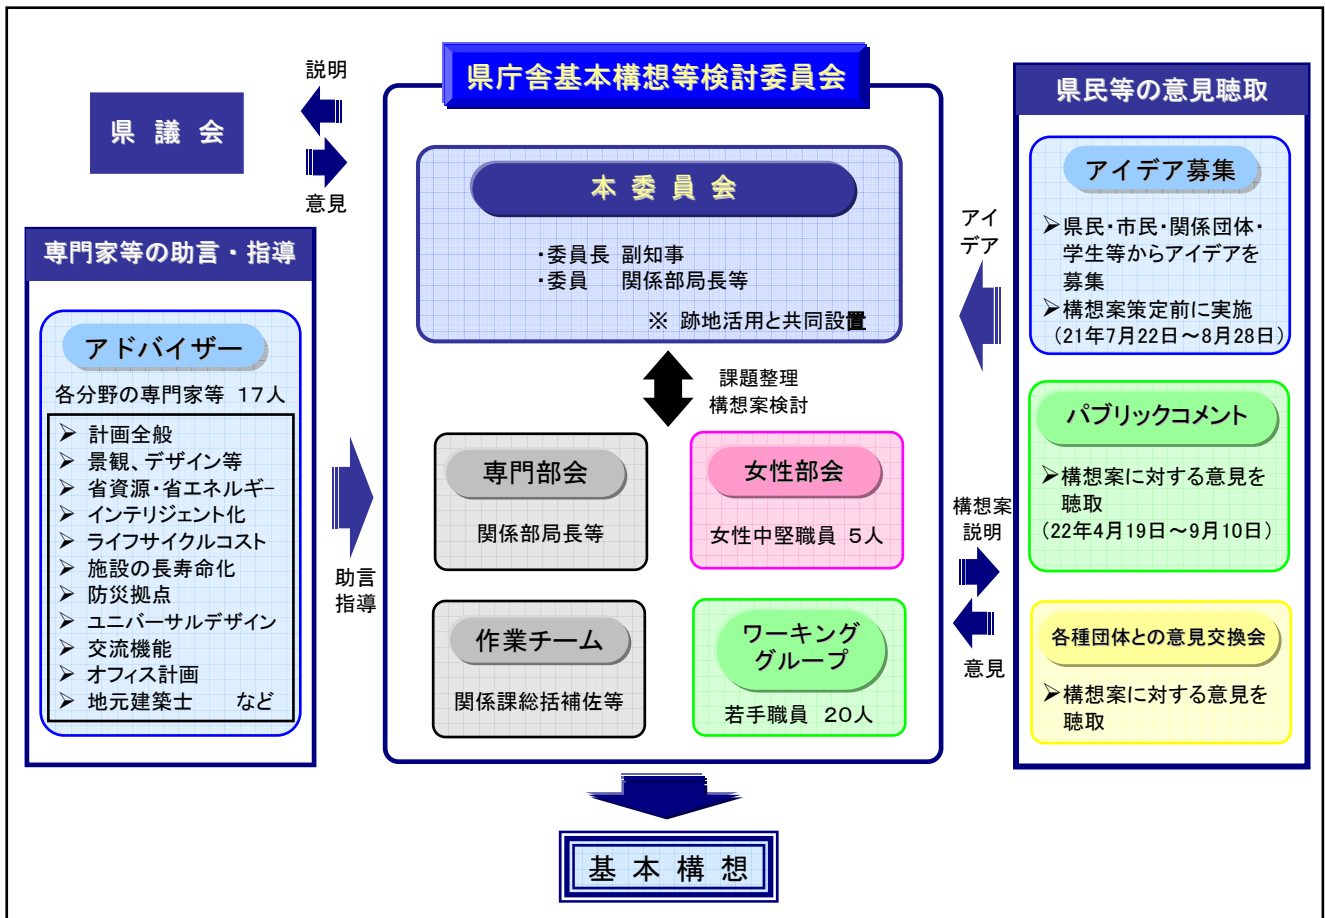 県庁舎基本構想等検討委員会
説明
県 議 会
意見
本 委 員 会
・委員長 副知事
・委員 関係部局長等
※ 跡地活用と共同設置
課題整理
構想案検討
専門部会
関係部局長等
女性部会
女性中堅職員 5人
作業チーム
関係課総括補佐等
ワーキング
グループ
若手職員 20人
専門家等の助言・指導
アドバイザー
各分野の専門家等 17人
➢ 計画全般
➢ 景観、デザイン等
➢ 省資源・省エネルギー
➢ インテリジェント化
➢ ライフサイクルコスト
➢ 施設の長寿命化
➢ 防災拠点
➢ ユニバーサルデザイン
➢ 交流機能
➢ オフィス計画
➢ 地元建築士 など
助言
指導
県民等の意見聴取
アイデア募集
➢県民・市民・関係団体・
学生等からアイデアを
募集
➢構想案策定前に実施
(21年7月22日~8月28日)
アイ
デア
パブリックコメント
➢構想案に対する意見を
聴取
(22年4月19日~9月10日)
構想案
説明
意見
各種団体との意見交換会
➢構想案に対する意見を
聴取
基 本 構 想